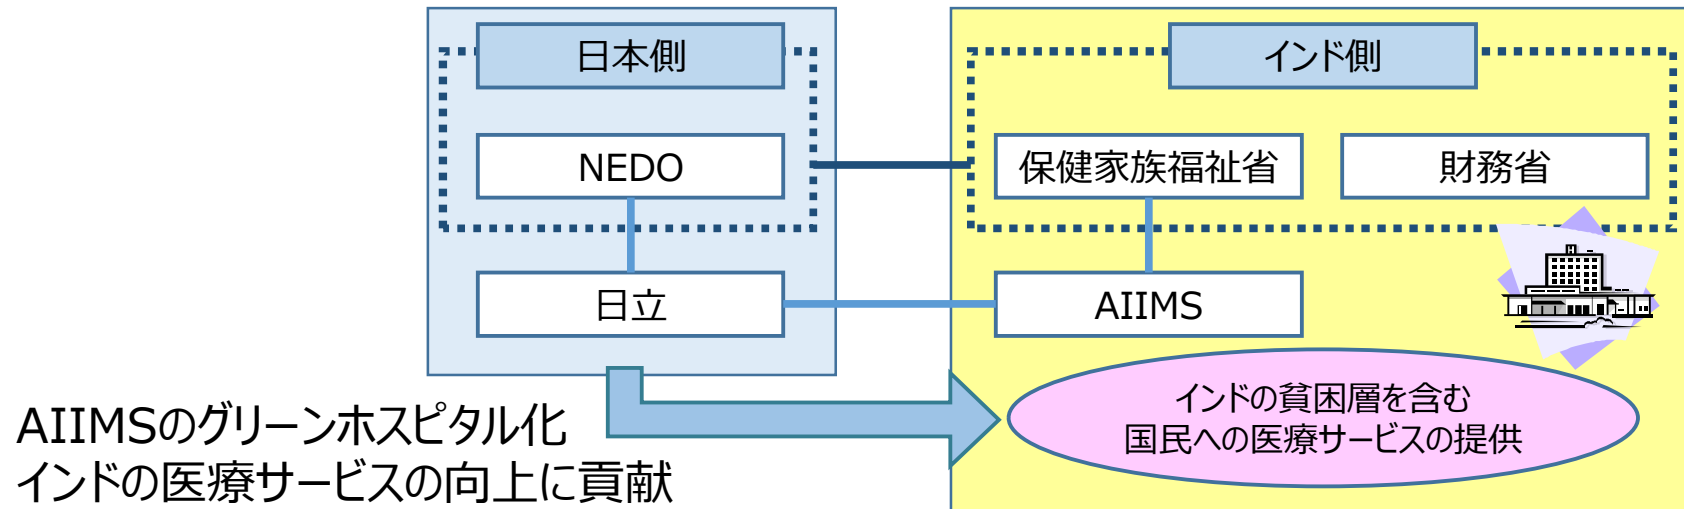 日本側
インド側
NEDO
保健家族福祉省
財務省
日立
AIIMS
インドの貧困層を含む
国民への医療サービスの提供
AIIMSのグリーンホスピタル化
インドの医療サービスの向上に貢献
H